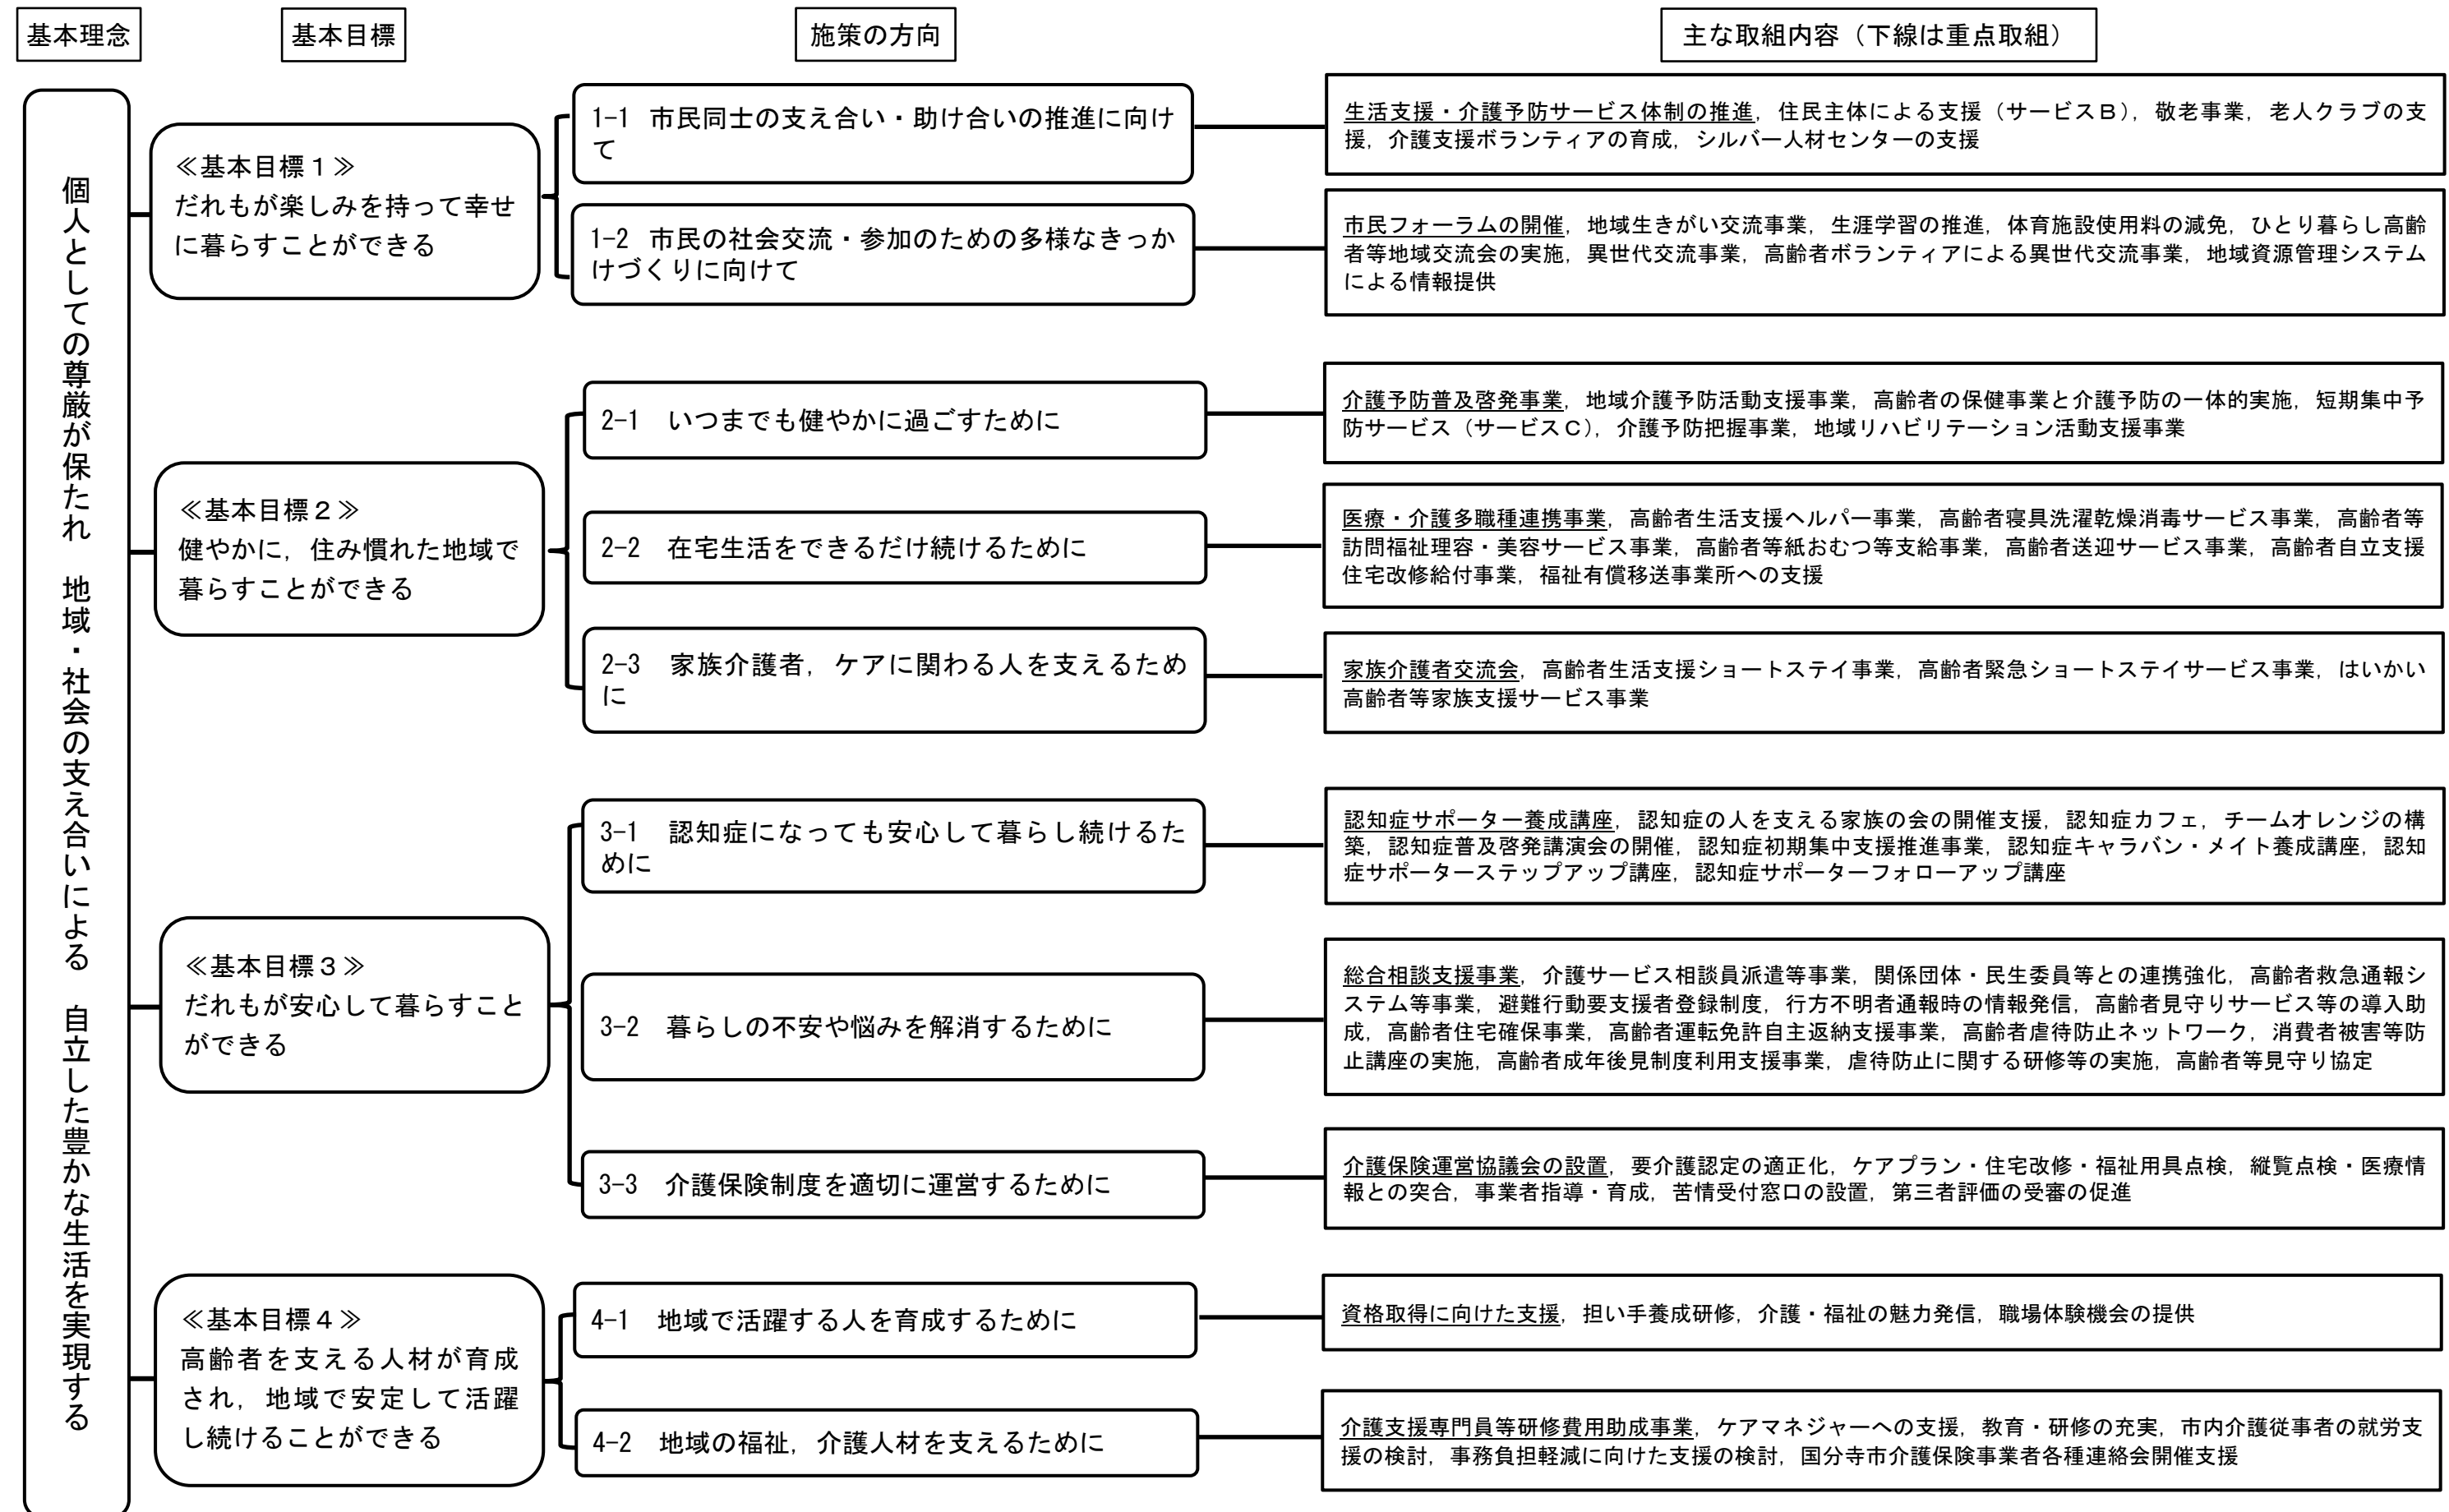 基本理念
基本目標
施策の方向
主な取組内容（下線は重点取組）
個人としての尊厳が保たれ　地域・社会の支え合いによる　自立した豊かな生活を実現する
≪基本目標１≫
だれもが楽しみを持って幸せ
に暮らすことができる
1-1 市民同士の支え合い・助け合いの推進に向け
て
生活支援・介護予防サービス体制の推進，住民主体による支援（サービスＢ），敬老事業，老人クラブの支
援，介護支援ボランティアの育成，シルバー人材センターの支援
1-2 市民の社会交流・参加のための多様なきっか
けづくりに向けて
市民フォーラムの開催，地域生きがい交流事業，生涯学習の推進，体育施設使用料の減免，ひとり暮らし高齢
者等地域交流会の実施，異世代交流事業，高齢者ボランティアによる異世代交流事業，地域資源管理システム
による情報提供
≪基本目標２≫
健やかに，住み慣れた地域で
暮らすことができる
2-1　いつまでも健やかに過ごすために
介護予防普及啓発事業，地域介護予防活動支援事業，高齢者の保健事業と介護予防の一体的実施，短期集中予
防サービス（サービスＣ），介護予防把握事業，地域リハビリテーション活動支援事業
2-2　在宅生活をできるだけ続けるために
医療・介護多職種連携事業，高齢者生活支援ヘルパー事業，高齢者寝具洗濯乾燥消毒サービス事業，高齢者等
訪問福祉理容・美容サービス事業，高齢者等紙おむつ等支給事業，高齢者送迎サービス事業，高齢者自立支援
住宅改修給付事業，福祉有償移送事業所への支援
2-3　家族介護者，ケアに関わる人を支えるため
に
家族介護者交流会，高齢者生活支援ショートステイ事業，高齢者緊急ショートステイサービス事業，はいかい
高齢者等家族支援サービス事業
≪基本目標３≫
だれもが安心して暮らすこと
ができる
3-1　認知症になっても安心して暮らし続けるた
めに
認知症サポーター養成講座，認知症の人を支える家族の会の開催支援，認知症カフェ，チームオレンジの構
築，認知症普及啓発講演会の開催，認知症初期集中支援推進事業，認知症キャラバン・メイト養成講座，認知
症サポーターステップアップ講座，認知症サポーターフォローアップ講座
3-2　暮らしの不安や悩みを解消するために
総合相談支援事業，介護サービス相談員派遣等事業，関係団体・民生委員等との連携強化，高齢者救急通報シ
ステム等事業，避難行動要支援者登録制度，行方不明者通報時の情報発信，高齢者見守りサービス等の導入助
成，高齢者住宅確保事業，高齢者運転免許自主返納支援事業，高齢者虐待防止ネットワーク，消費者被害等防
止講座の実施，高齢者成年後見制度利用支援事業，虐待防止に関する研修等の実施，高齢者等見守り協定
3-3　介護保険制度を適切に運営するために
介護保険運営協議会の設置，要介護認定の適正化，ケアプラン・住宅改修・福祉用具点検，縦覧点検・医療情
報との突合，事業者指導・育成，苦情受付窓口の設置，第三者評価の受審の促進
≪基本目標４≫
高齢者を支える人材が育成
され，地域で安定して活躍
し続けることができる
4-1　地域で活躍する人を育成するために
資格取得に向けた支援，担い手養成研修，介護・福祉の魅力発信，職場体験機会の提供
4-2　地域の福祉，介護人材を支えるために
介護支援専門員等研修費用助成事業，ケアマネジャーへの支援，教育・研修の充実，市内介護従事者の就労支
援の検討，事務負担軽減に向けた支援の検討，国分寺市介護保険事業者各種連絡会開催支援